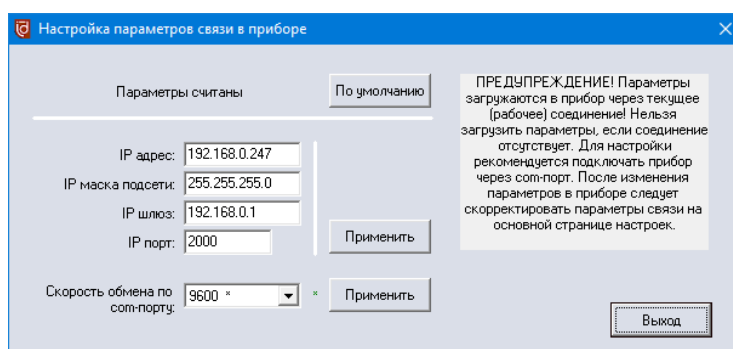 Настройка параметров связи в приборе
Параметры считаны
По умолчанию
IP адрес: 192.168.0.247
IP маска подсети: 255.255.255.0
IP шлюз: 192.168.0.1
IP порт: 2000
Применить
Скорость обмена по
com-порту:
9600 *
*
Применить
ПРЕДУПРЕЖДЕНИЕ! Параметры
загружаются в прибор через текущее
(рабочее) соединение! Нельзя
загрузить параметры, если соединение
отсутствует. Для настройки
рекомендуется подключать прибор
через com-порт. После изменения
параметров в приборе следует
скорректировать параметры связи на
основной странице настроек.
Выход